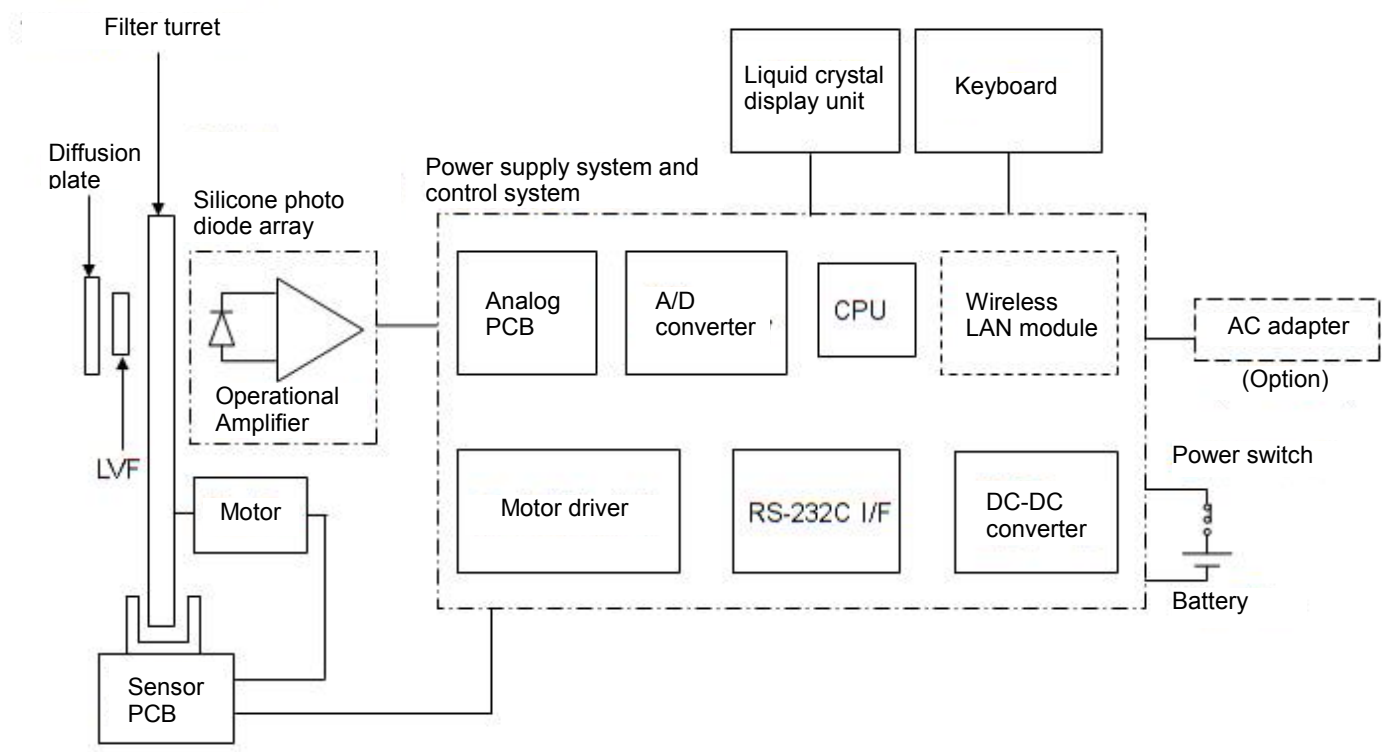 Filter turret
Diffusion
plate
Silicone photo
diode array
Operational
Amplifier
LVF
Motor
Sensor
PCB
Liquid crystal
display unit
Keyboard
Power supply system and
control system
Analog
PCB
A/D
converter
CPU
Wireless
LAN module
AC adapter
(Option)
Motor driver
RS-232C I/F
DC-DC
converter
Power switch
Battery